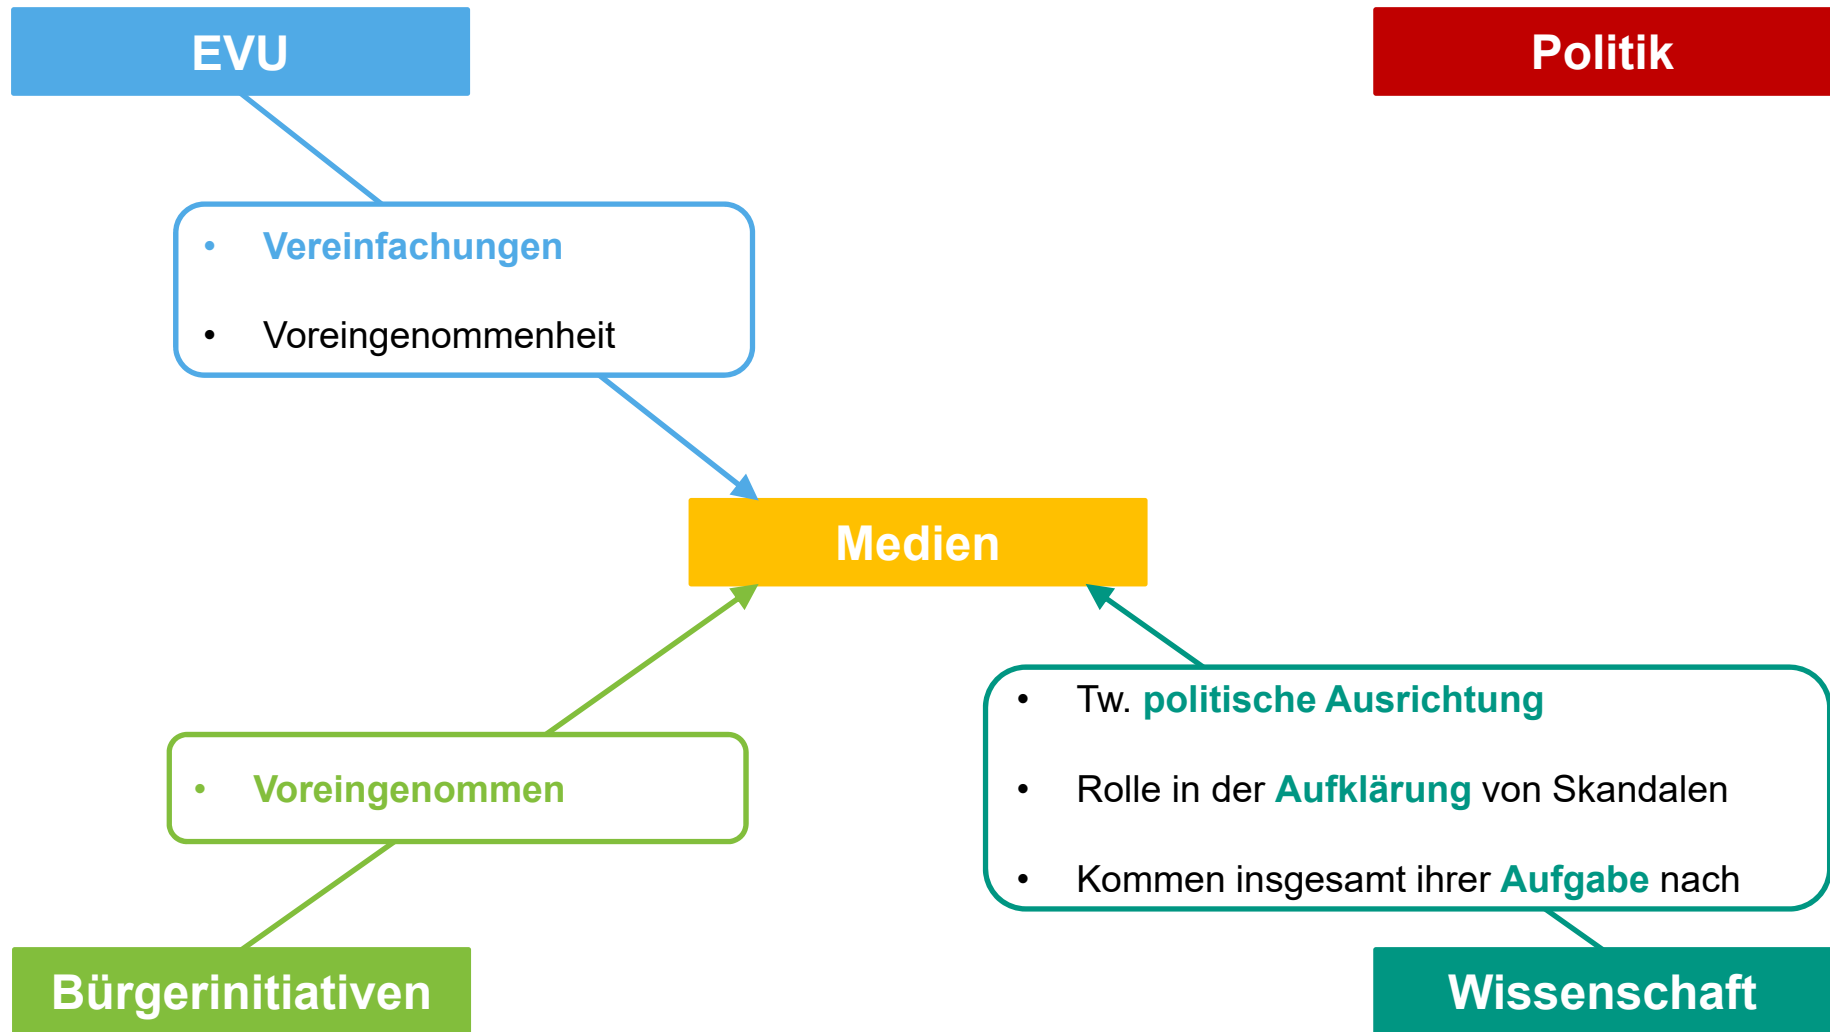 EVU
Politik
• Vereinfachungen
• Voreingenommenheit
Medien
• Tw. politische Ausrichtung
• Rolle in der Aufklärung von Skandalen
• Kommen insgesamt ihrer Aufgabe nach
• Voreingenommen
Bürgerinitiativen
Wissenschaft